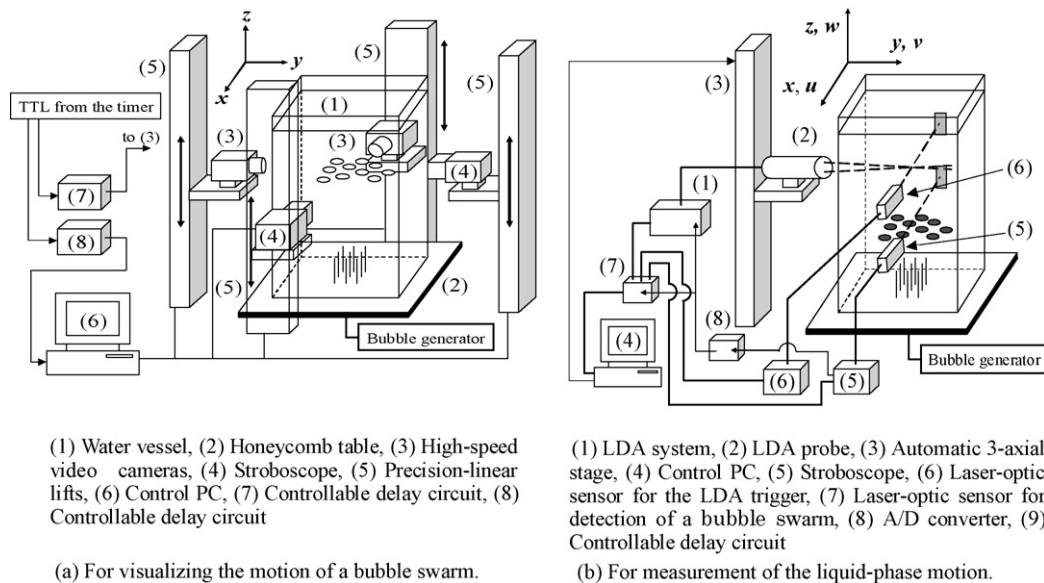 z
y
x
(5)
(5)
(5)
(1)
TTL from the timer
to (3)
(3)
(3)
(4)
(7)
(8)
(4)
(5)
(2)
(6)
Bubble generator
(1) Water vessel, (2) Honeycomb table, (3) High-speed
video cameras, (4) Stroboscope, (5) Precision-linear
lifts, (6) Control PC, (7) Controllable delay circuit, (8)
Controllable delay circuit
(a) For visualizing the motion of a bubble swarm.
z, w
y, v
x, u
(3)
(2)
(1)
(6)
(5)
(7)
(8)
(4)
(6)
(5)
Bubble generator
(1) LDA system, (2) LDA probe, (3) Automatic 3-axial
stage, (4) Control PC, (5) Stroboscope, (6) Laser-optic
sensor for the LDA trigger, (7) Laser-optic sensor for
detection of a bubble swarm, (8) A/D converter, (9)
Controllable delay circuit
(b) For measurement of the liquid-phase motion.